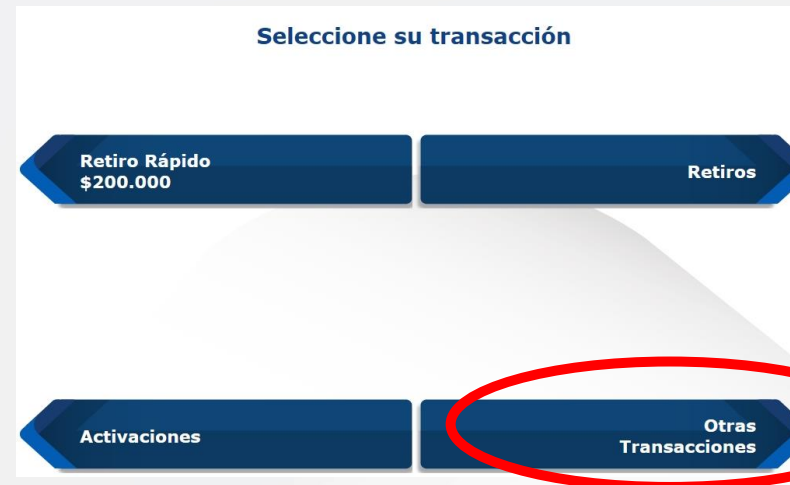 Seleccione su transacción
Retiro Rápido
$200.000
Retiros
Activaciones
Otras
Transacciones